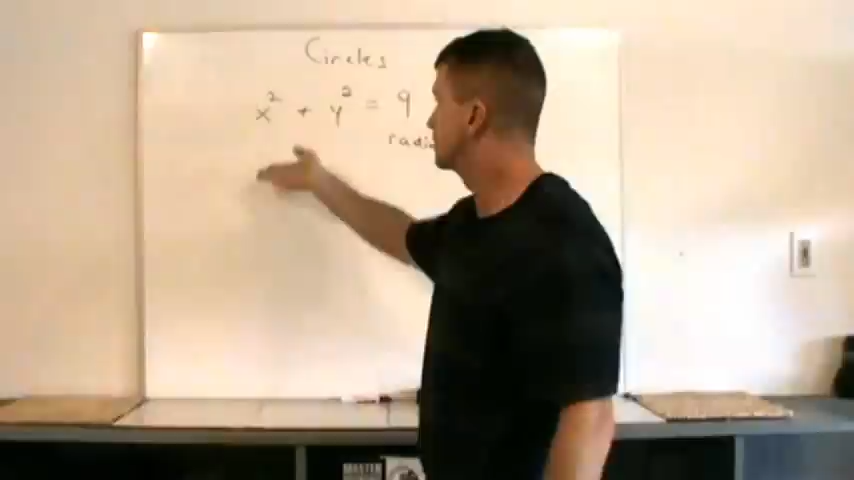 Circles
x² + y² = 9